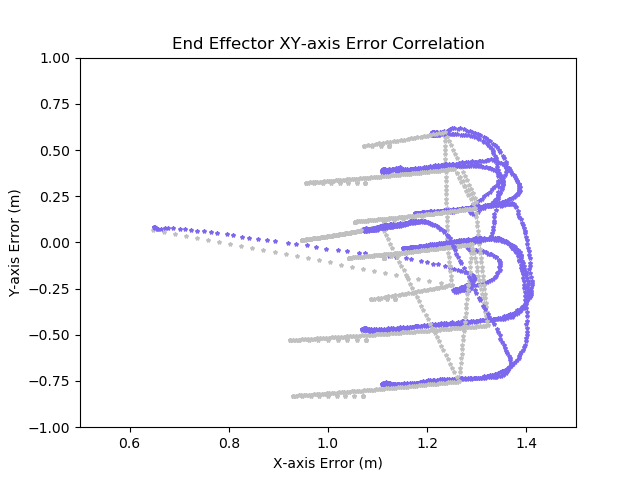 End Effector XY-axis Error Correlation
1.00
0.75
0.50
0.25
0.00
−0.25
−0.50
−0.75
−1.00
Y-axis Error (m)
0.6 0.8 1.0 1.2 1.4
X-axis Error (m)